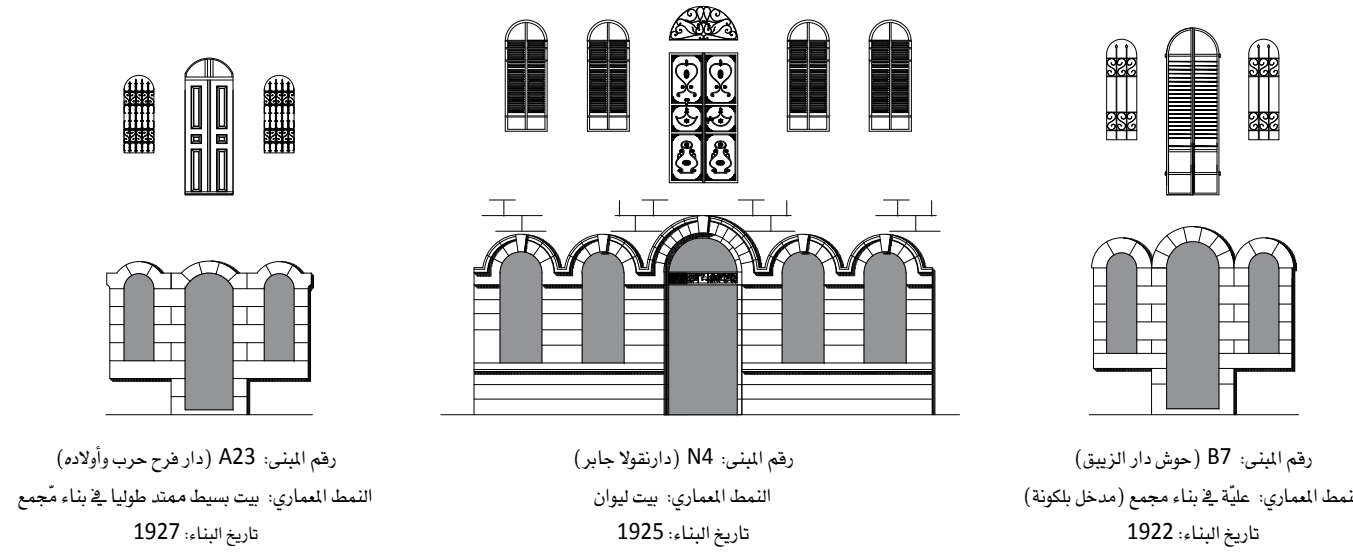 رقم المبنى: B7 (حوش دار الزيبق)
نمط المعماري: عليّة في بناء مجمع (مدخل بلكونة)
تاريخ البناء: 1922
رقم المبنى: N4 (دارنقولا جابر)
النمط المعماري: بيت ليوان
تاريخ البناء: 1925
رقم المبنى: A23 (دار فرح حرب وأولاده)
النمط المعماري: بيت بسيط ممتد طوليا في بناء مّجمع
تاريخ البناء: 1927